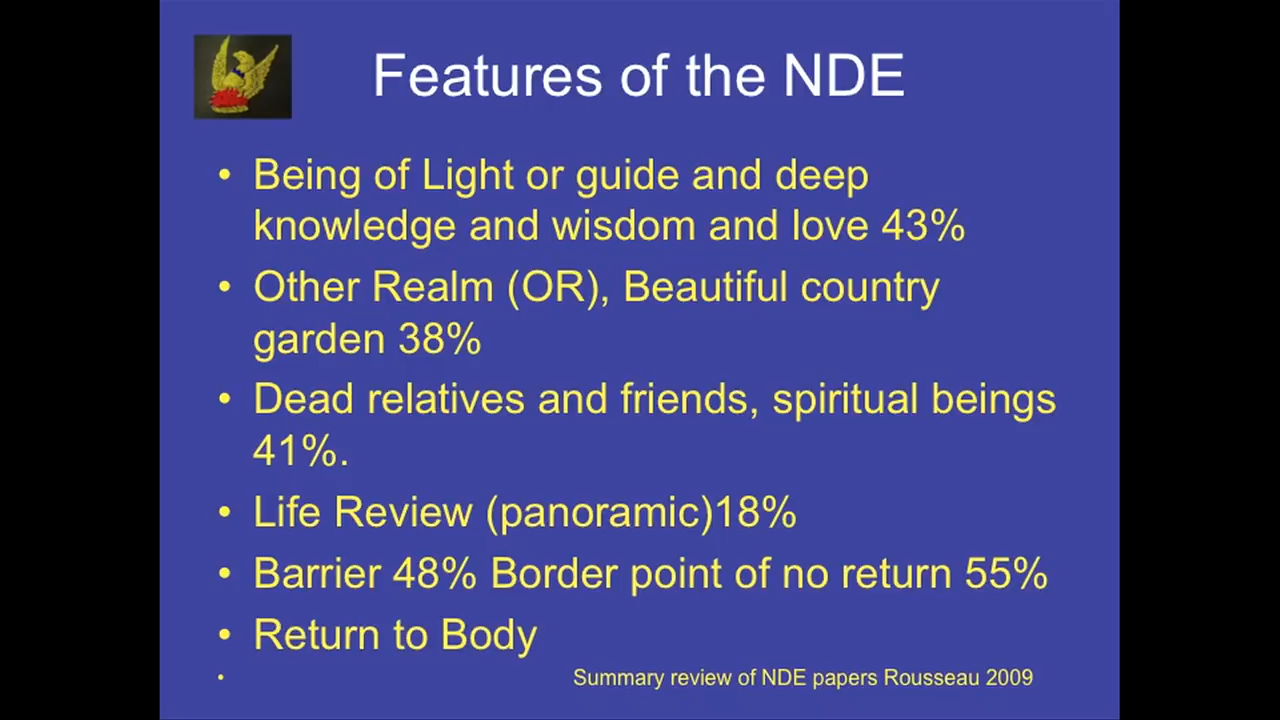 Features of the NDE
• Being of Light or guide and deep
knowledge and wisdom and love 43%
• Other Realm (OR), Beautiful country
garden 38%
• Dead relatives and friends, spiritual beings
41%.
• Life Review (panoramic)18%
• Barrier 48% Border point of no return 55%
• Return to Body
• Summary review of NDE papers Rousseau 2009